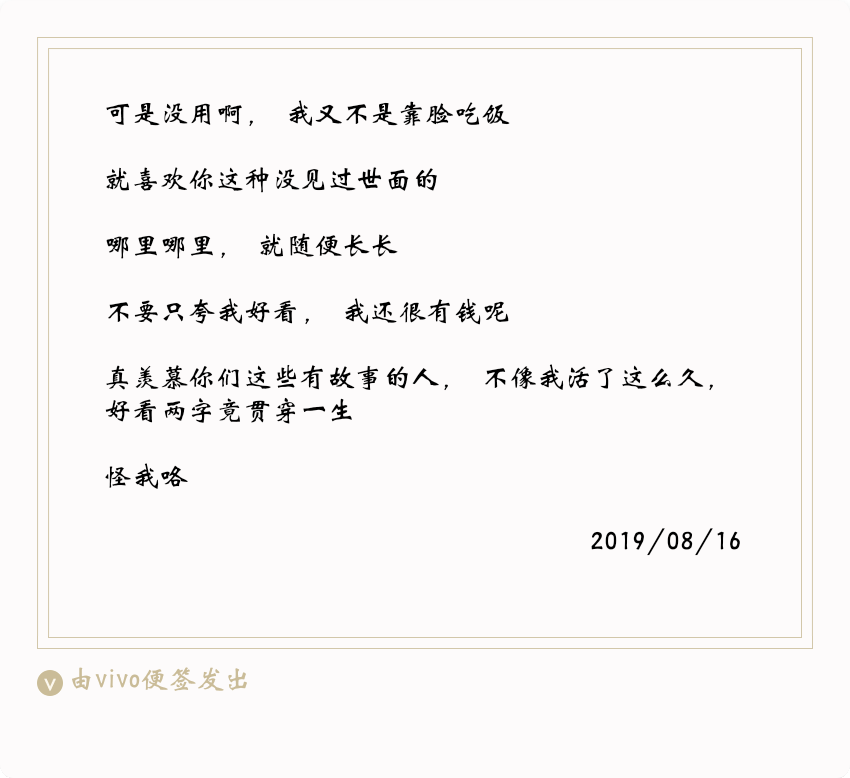 可是没用啊， 我又不是靠脸吃饭
就喜欢你这种没见过世面的
哪里哪里， 就随便长长
不要只夸我好看， 我还很有钱呢
真羡慕你们这些有故事的人， 不像我活了这么久，
好看两字竟贯穿一生
怪我咯
2019/08/16
由vivo便签发出